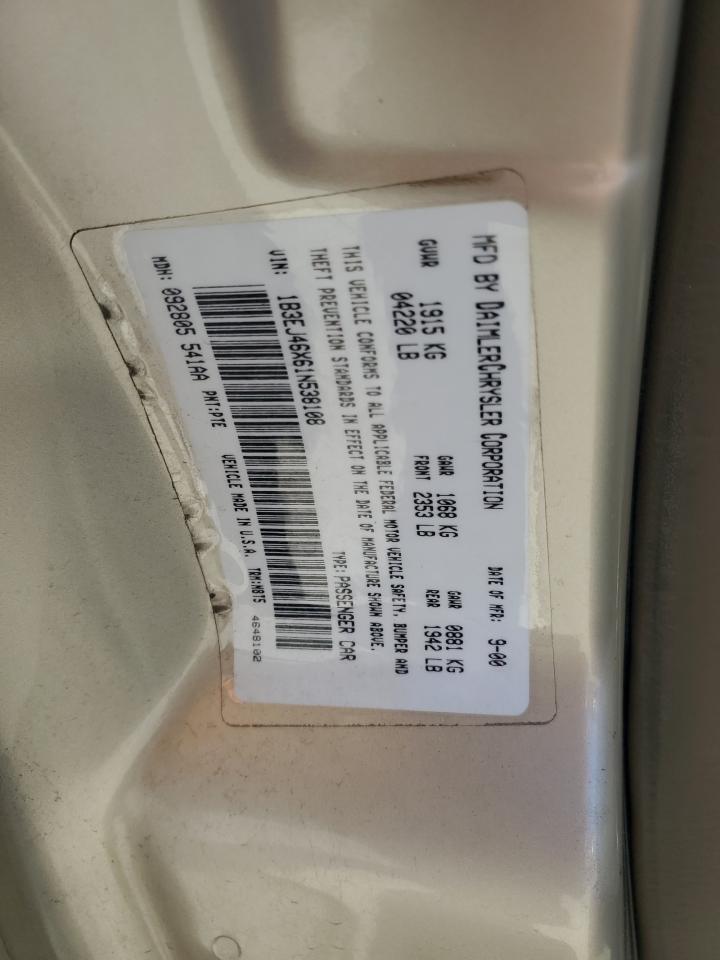 MFD BY DAIMLERCHRYSLER CORPORATION DATE OF MFR: 9-00
GVWR 1915 KG GAWR 1068 KG GAWR 0881 KG
04220 LB FRONT 2353 LB REAR 1942 LB
THIS VEHICLE CONFORMS TO ALL APPLICABLE FEDERAL MOTOR VEHICLE SAFETY, BUMPER AND
THEFT PREVENTION STANDARDS IN EFFECT ON THE DATE OF MANUFACTURE SHOWN ABOVE.
VIN: 1B3EJ46X61N538108 TYPE: PASSENGER CAR
MDH: 092805 541AA PNT:PTE VEHICLE MADE IN U.S.A. TRM:M8T5 4648102